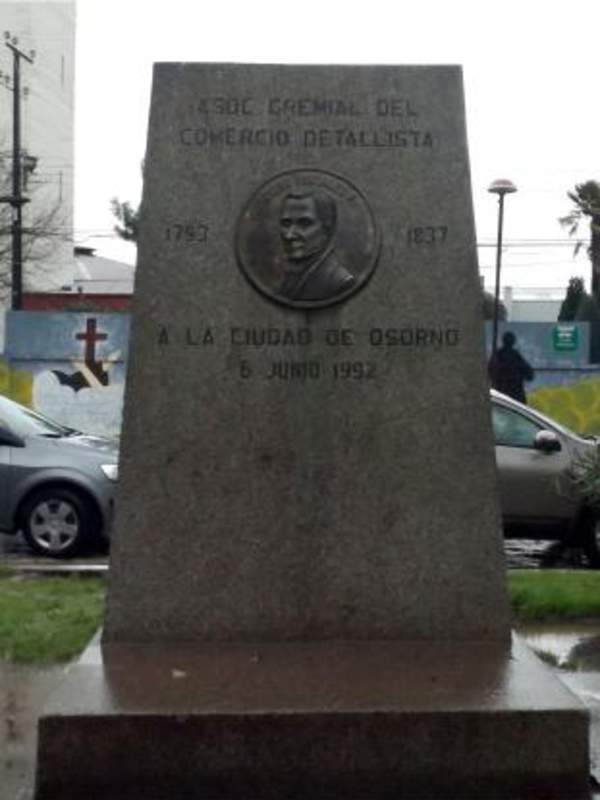 ASOC GREMIAL DEL
COMERCIO DETALLISTA
1793 1837
A LA CIUDAD DE OSORNO
6 JUNIO 1992